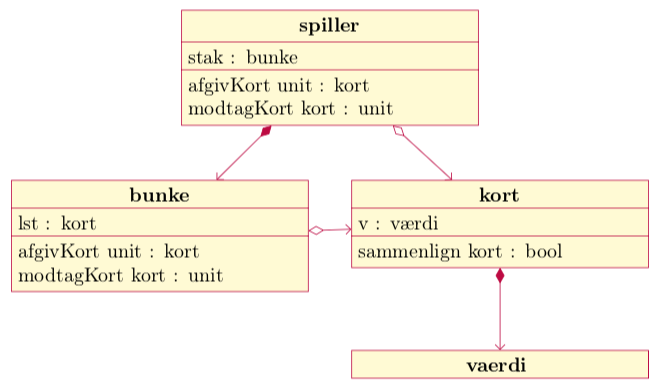 spiller
stak : bunke
afgivKort unit : kort
modtagKort kort : unit
bunke
lst : kort
afgivKort unit : kort
modtagKort kort : unit
kort
v : værdi
sammenlign kort : bool
vaerdi